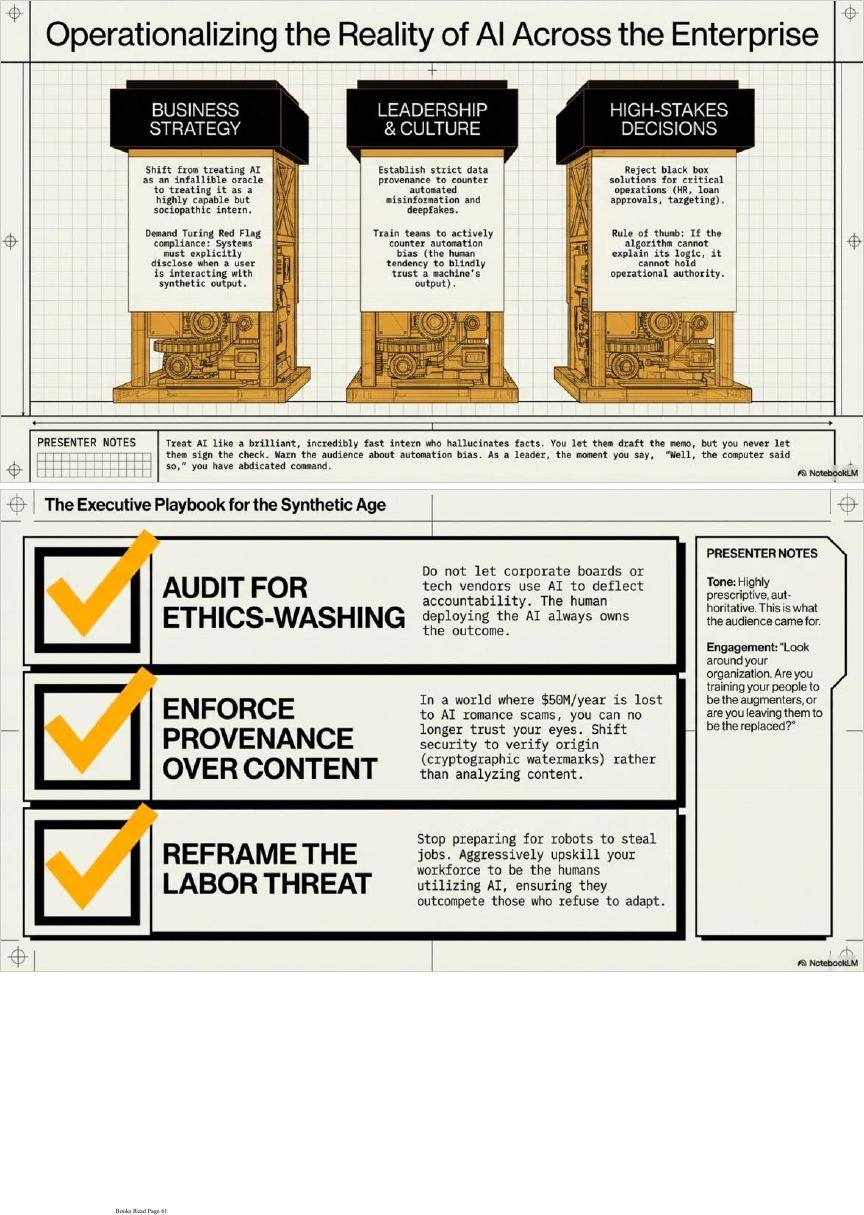 Operationalizing the Reality of AI Across the Enterprise
BUSINESS
STRATEGY
Shift from treating AI
as an infallible oracle
to treating it as a
highly capable but
sociopathic intern.
Demand Turing Red Flag
compliance: Systems
must explicitly
disclose when a user
is interacting with
synthetic output.
LEADERSHIP
& CULTURE
Establish strict data
provenance to counter
automated
misinformation and
deepfakes.
Train teams to actively
counter automation
bias (the human
tendency to blindly
trust a machine's
output).
HIGH-STAKES
DECISIONS
Reject black box
solutions for critical
operations (HR, loan
approvals, targeting).
Rule of thumb: If the
algorithm cannot
explain its logic, it
cannot hold
operational authority.
PRESENTER NOTES
Treat AI like a brilliant, incredibly fast intern who hallucinates facts. You let them draft the memo, but you never let
them sign the check. Warn the audience about automation bias. As a leader, the moment you say, "Well, the computer said
so," you have abdicated command.
NotebookLM
The Executive Playbook for the Synthetic Age
AUDIT FOR
ETHICS-WASHING
Do not let corporate boards or
tech vendors use AI to deflect
accountability. The human
deploying the AI always owns
the outcome.
ENFORCE
PROVENANCE
OVER CONTENT
In a world where $50M/year is lost
to AI romance scams, you can no
longer trust your eyes. Shift
security to verify origin
(cryptographic watermarks) rather
than analyzing content.
REFRAME THE
LABOR THREAT
Stop preparing for robots to steal
jobs. Aggressively upskill your
workforce to be the humans
utilizing AI, ensuring they
outcompete those who refuse to adapt.
PRESENTER NOTES
Tone: Highly
prescriptive, aut-
horitative. This is what
the audience came for.
Engagement: "Look
around your
organization. Are you
training your people to
be the augmenters, or
are you leaving them to
be the replaced?"
NotebookLM
Books Read Page 61